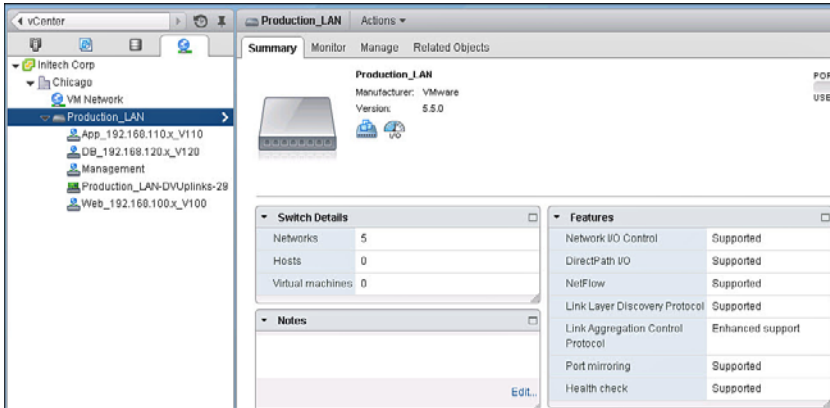 vCenter
Production_LAN Actions
Summary Monitor Manage Related Objects
Initech Corp
Chicago
VM Network
Production_LAN
App_192.168.110.x_V110
DB_192.168.120.x_V120
Management
Production_LAN-DVUplinks-29
Web_192.168.100.x_V100
Production_LAN
Manufacturer: VMware
Version: 5.5.0
POR
USE
Switch Details
Networks 5
Hosts 0
Virtual machines 0
Notes
Edit...
Features
Network I/O Control Supported
DirectPath I/O Supported
NetFlow Supported
Link Layer Discovery Protocol Supported
Link Aggregation Control Enhanced support
Protocol
Port mirroring Supported
Health check Supported